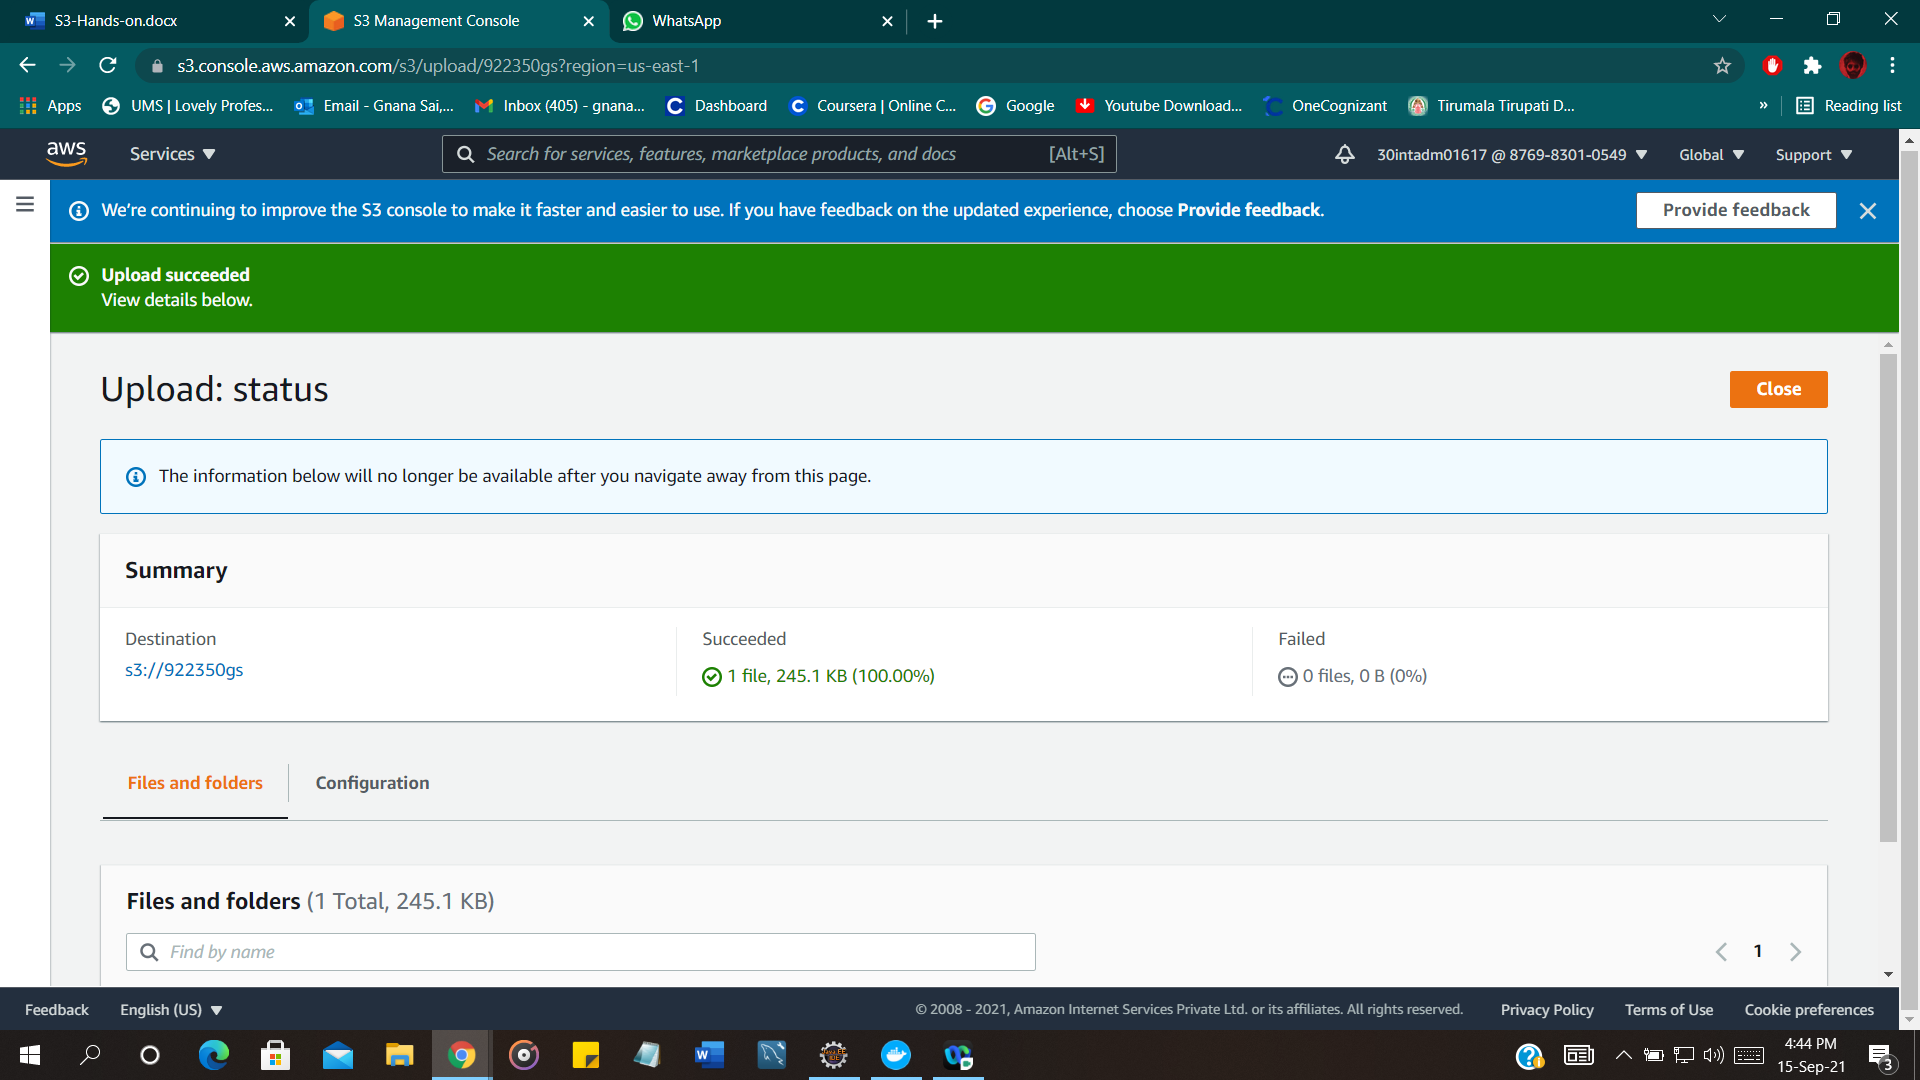 S3-Hands-on.docx
S3 Management Console
WhatsApp
s3.console.aws.amazon.com/s3/upload/922350gs?region=us-east-1
Apps
UMS | Lovely Profes...
Email - Gnana Sai,...
Inbox (405) - gnana...
Dashboard
Coursera | Online C...
Google
Youtube Download...
OneCognizant
Tirumala Tirupati D...
»
Reading list
aws
Services
Search for services, features, marketplace products, and docs
[Alt+S]
30intadm01617 @ 8769-8301-0549
Global
Support
We're continuing to improve the S3 console to make it faster and easier to use. If you have feedback on the updated experience, choose Provide feedback.
Provide feedback
Upload succeeded
View details below.
Upload: status
Close
The information below will no longer be available after you navigate away from this page.
Summary
Destination
s3://922350gs
Succeeded
1 file, 245.1 KB (100.00%)
Failed
0 files, 0 B (0%)
Files and folders
Configuration
Files and folders (1 Total, 245.1 KB)
Find by name
1
Feedback
English (US)
© 2008 - 2021, Amazon Internet Services Private Ltd. or its affiliates. All rights reserved.
Privacy Policy
Terms of Use
Cookie preferences
4:44 PM
15-Sep-21
3